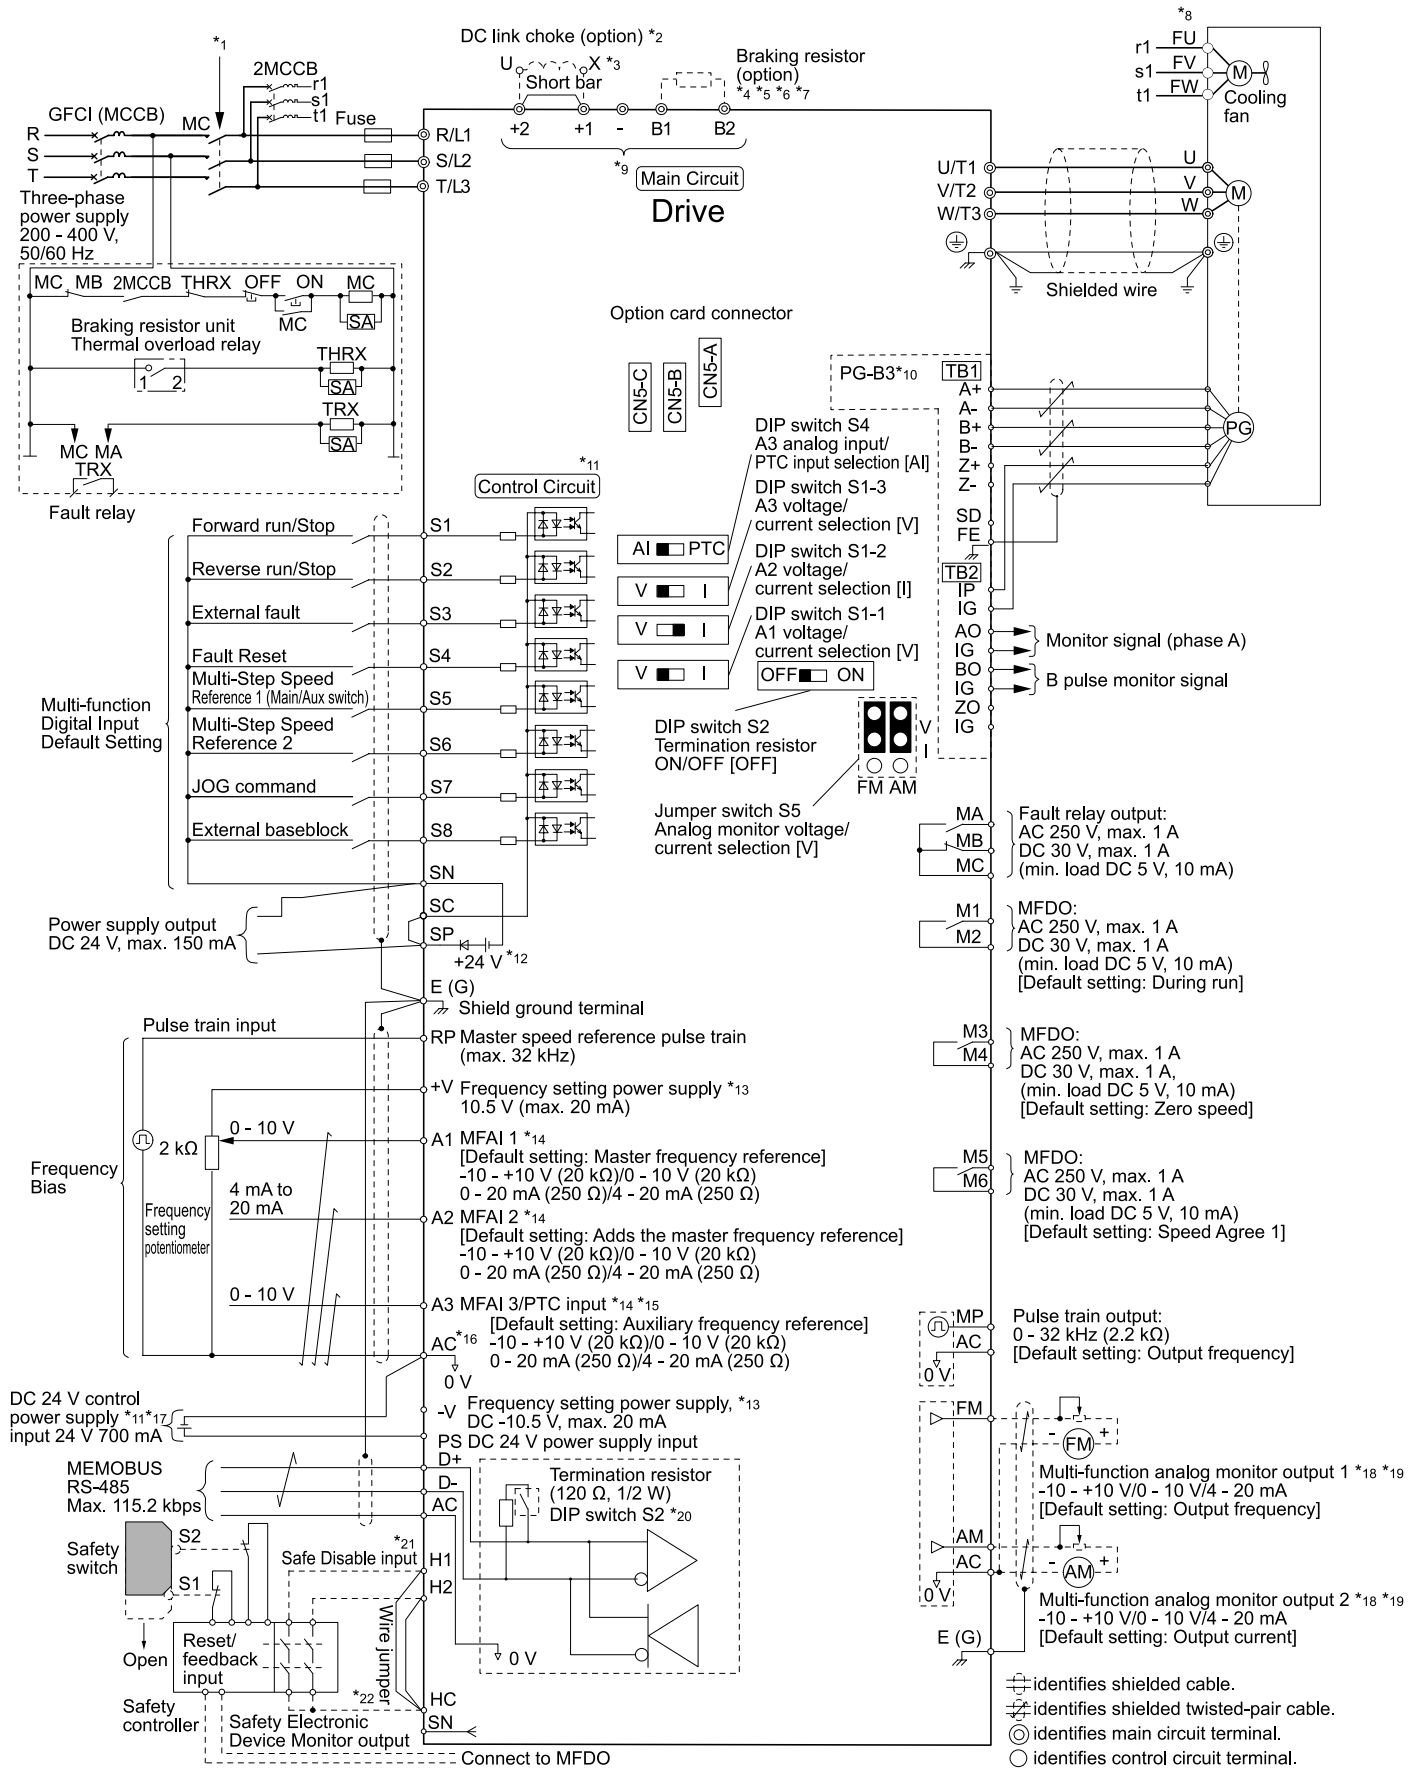 *1
DC link choke (option) *2
U
X *3
Short bar
Braking resistor
(option)
*4 *5 *6 *7
*8
r1
FU
s1
FV
t1
FW
M
Cooling
fan
2MCCB
r1
s1
t1
GFCI (MCCB)
MC
Fuse
R
S
T
R/L1
S/L2
T/L3
+2
+1
-
B1
B2
*9
Main Circuit
Drive
Three-phase
power supply
200 - 400 V,
50/60 Hz
U/T1
V/T2
W/T3
U
V
W
M
Shielded wire
MC
MB
2MCCB
THRX
OFF
ON
MC
SA
MC
Braking resistor unit
Thermal overload relay
1
2
THRX
SA
TRX
SA
MC
MA
TRX
Fault relay
Option card connector
CN5-C
CN5-B
CN5-A
PG-B3*10
TB1
A+
A-
B+
B-
Z+
Z-
SD
FE
TB2
IP
IG
AO
IG
BO
IG
ZO
IG
PG
Monitor signal (phase A)
B pulse monitor signal
DIP switch S4
A3 analog input/
PTC input selection [AI]
DIP switch S1-3
A3 voltage/
current selection [V]
DIP switch S1-2
A2 voltage/
current selection [I]
DIP switch S1-1
A1 voltage/
current selection [V]
AI
PTC
V
I
V
I
V
I
OFF
ON
DIP switch S2
Termination resistor
ON/OFF [OFF]
V
I
FM AM
Jumper switch S5
Analog monitor voltage/
current selection [V]
*11
Control Circuit
Multi-function
Digital Input
Default Setting
Forward run/Stop
S1
Reverse run/Stop
S2
External fault
S3
Fault Reset
S4
Multi-Step Speed
Reference 1 (Main/Aux switch)
S5
Multi-Step Speed
Reference 2
S6
JOG command
S7
External baseblock
S8
SN
SC
SP
+24 V *12
Power supply output
DC 24 V, max. 150 mA
E (G)
Shield ground terminal
MA
MB
MC
Fault relay output:
AC 250 V, max. 1 A
DC 30 V, max. 1 A
(min. load DC 5 V, 10 mA)
M1
M2
MFDO:
AC 250 V, max. 1 A
DC 30 V, max. 1 A
(min. load DC 5 V, 10 mA)
[Default setting: During run]
M3
M4
MFDO:
AC 250 V, max. 1 A
DC 30 V, max. 1 A,
(min. load DC 5 V, 10 mA)
[Default setting: Zero speed]
M5
M6
MFDO:
AC 250 V, max. 1 A
DC 30 V, max. 1 A
(min. load DC 5 V, 10 mA)
[Default setting: Speed Agree 1]
Pulse train input
RP
Master speed reference pulse train
(max. 32 kHz)
+V
Frequency setting power supply *13
10.5 V (max. 20 mA)
2 kΩ
0 - 10 V
A1
MFAI 1 *14
[Default setting: Master frequency reference]
-10 - +10 V (20 kΩ)/0 - 10 V (20 kΩ)
0 - 20 mA (250 Ω)/4 - 20 mA (250 Ω)
Frequency
Bias
Frequency
setting
potentiometer
4 mA to
20 mA
A2
MFAI 2 *14
[Default setting: Adds the master frequency reference]
-10 - +10 V (20 kΩ)/0 - 10 V (20 kΩ)
0 - 20 mA (250 Ω)/4 - 20 mA (250 Ω)
0 - 10 V
A3
MFAI 3/PTC input *14 *15
[Default setting: Auxiliary frequency reference]
-10 - +10 V (20 kΩ)/0 - 10 V (20 kΩ)
0 - 20 mA (250 Ω)/4 - 20 mA (250 Ω)
AC *16
0 V
-V
Frequency setting power supply, *13
DC -10.5 V, max. 20 mA
PS
DC 24 V power supply input
DC 24 V control
power supply *11*17
input 24 V 700 mA
MP
AC
0 V
Pulse train output:
0 - 32 kHz (2.2 kΩ)
[Default setting: Output frequency]
FM
-
FM
+
Multi-function analog monitor output 1 *18 *19
-10 - +10 V/0 - 10 V/4 - 20 mA
[Default setting: Output frequency]
AM
AC
0 V
-
AM
+
Multi-function analog monitor output 2 *18 *19
-10 - +10 V/0 - 10 V/4 - 20 mA
[Default setting: Output current]
E (G)
MEMOBUS
RS-485
Max. 115.2 kbps
D+
D-
AC
Termination resistor
(120 Ω, 1/2 W)
DIP switch S2 *20
0 V
Safety
switch
S2
S1
Open
*21
Safe Disable input
H1
H2
Wire jumper
Reset/
feedback
input
*22
HC
SN
Safety
controller
Safety Electronic
Device Monitor output
Connect to MFDO
identifies shielded cable.
identifies shielded twisted-pair cable.
identifies main circuit terminal.
identifies control circuit terminal.